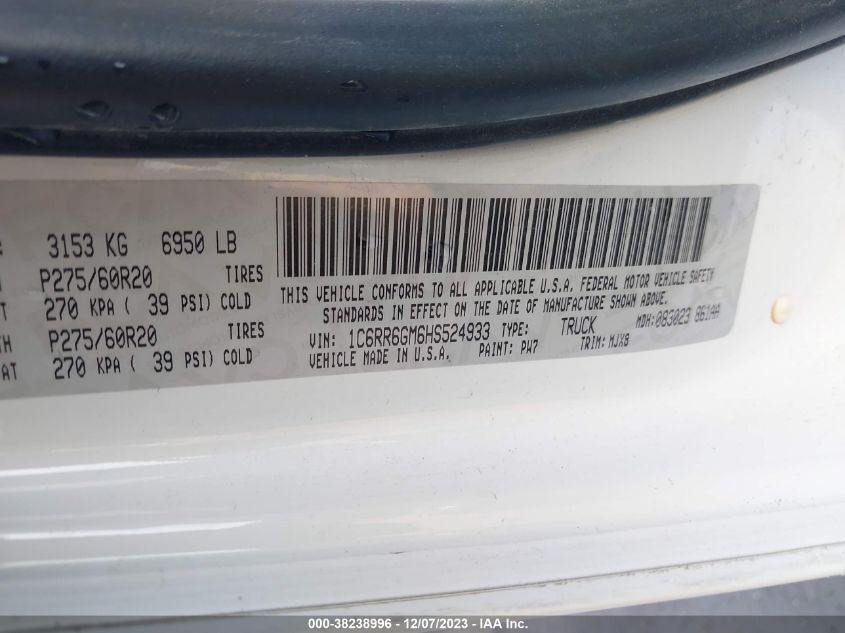 3153 KG 6950 LB
P275/60R20 TIRES
270 KPA ( 39 PSI) COLD
P275/60R20 TIRES
270 KPA ( 39 PSI) COLD
THIS VEHICLE CONFORMS TO ALL APPLICABLE U.S.A. FEDERAL MOTOR VEHICLE SAFETY
STANDARDS IN EFFECT ON THE DATE OF MANUFACTURE SHOWN ABOVE.
VIN: 1C6RR6GM6HS524933 TYPE: TRUCK MDH: 083023 861AA
VEHICLE MADE IN U.S.A. PAINT: PW7 TRIM: MJX8
000-38238996 - 12/07/2023 - IAA Inc.